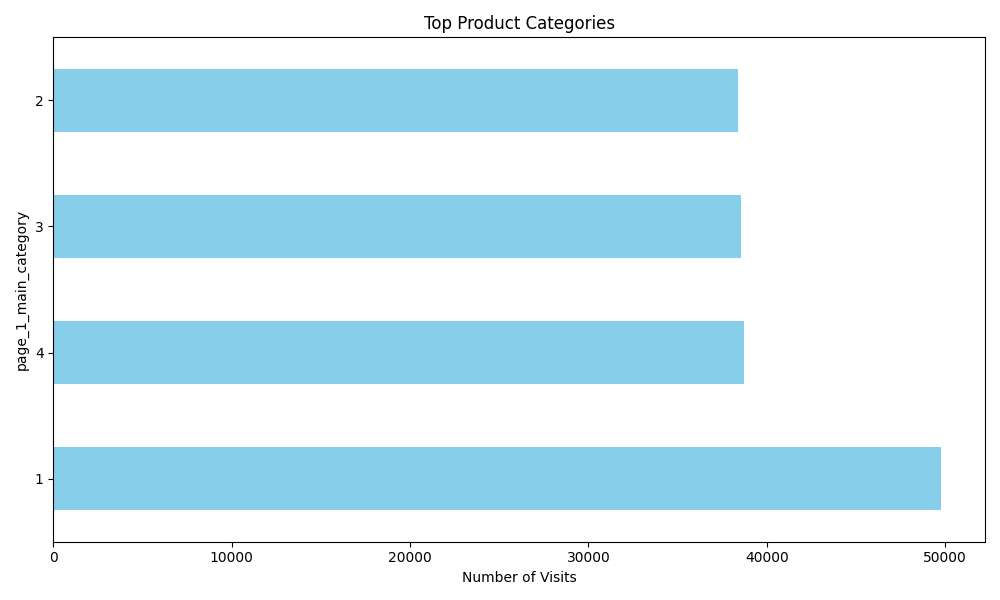 Top Product Categories
page_1_main_category
2
3
4
1
0 10000 20000 30000 40000 50000
Number of Visits